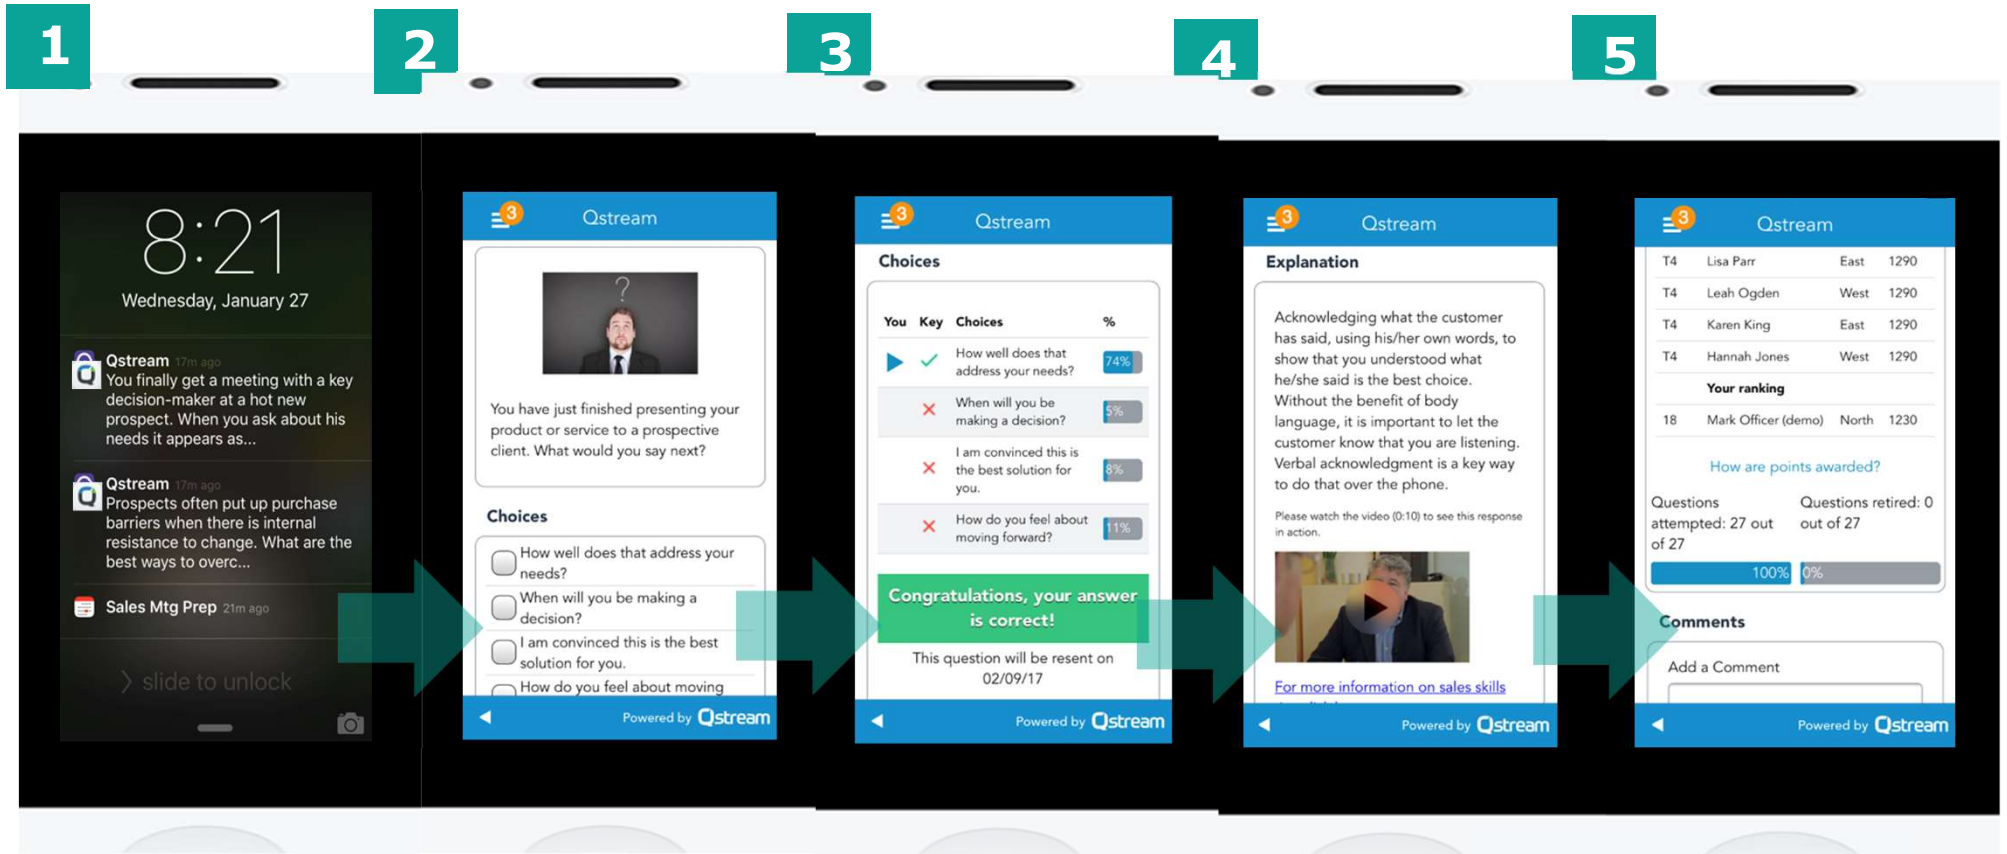 1
8:21
Wednesday, January 27
Qstream 17m ago
You finally get a meeting with a key
decision-maker at a hot new
prospect. When you ask about his
needs it appears as...
Qstream 17m ago
Prospects often put up purchase
barriers when there is internal
resistance to change. What are the
best ways to overc...
Sales Mtg Prep 21m ago
> slide to unlock
2
3
Qstream
?
You have just finished presenting your
product or service to a prospective
client. What would you say next?
Choices
How well does that address your
needs?
When will you be making a
decision?
I am convinced this is the best
solution for you.
How do you feel about moving
Powered by Qstream
3
3
Qstream
Choices
You Key Choices %
How well does that
address your needs?
74%
When will you be
making a decision?
5%
I am convinced this is
the best solution for
you.
8%
How do you feel about
moving forward?
11%
Congratulations, your answer
is correct!
This question will be resent on
02/09/17
Powered by Qstream
4
3
Qstream
Explanation
Acknowledging what the customer
has said, using his/her own words, to
show that you understood what
he/she said is the best choice.
Without the benefit of body
language, it is important to let the
customer know that you are listening.
Verbal acknowledgment is a key way
to do that over the phone.
Please watch the video (0:10) to see this response
in action.
For more information on sales skills
Powered by Qstream
5
3
Qstream
T4 Lisa Parr East 1290
T4 Leah Ogden West 1290
T4 Karen King East 1290
T4 Hannah Jones West 1290
Your ranking
18 Mark Officer (demo) North 1230
How are points awarded?
Questions
attempted: 27 out
of 27
100%
Questions retired: 0
out of 27
0%
Comments
Add a Comment
Powered by Qstream